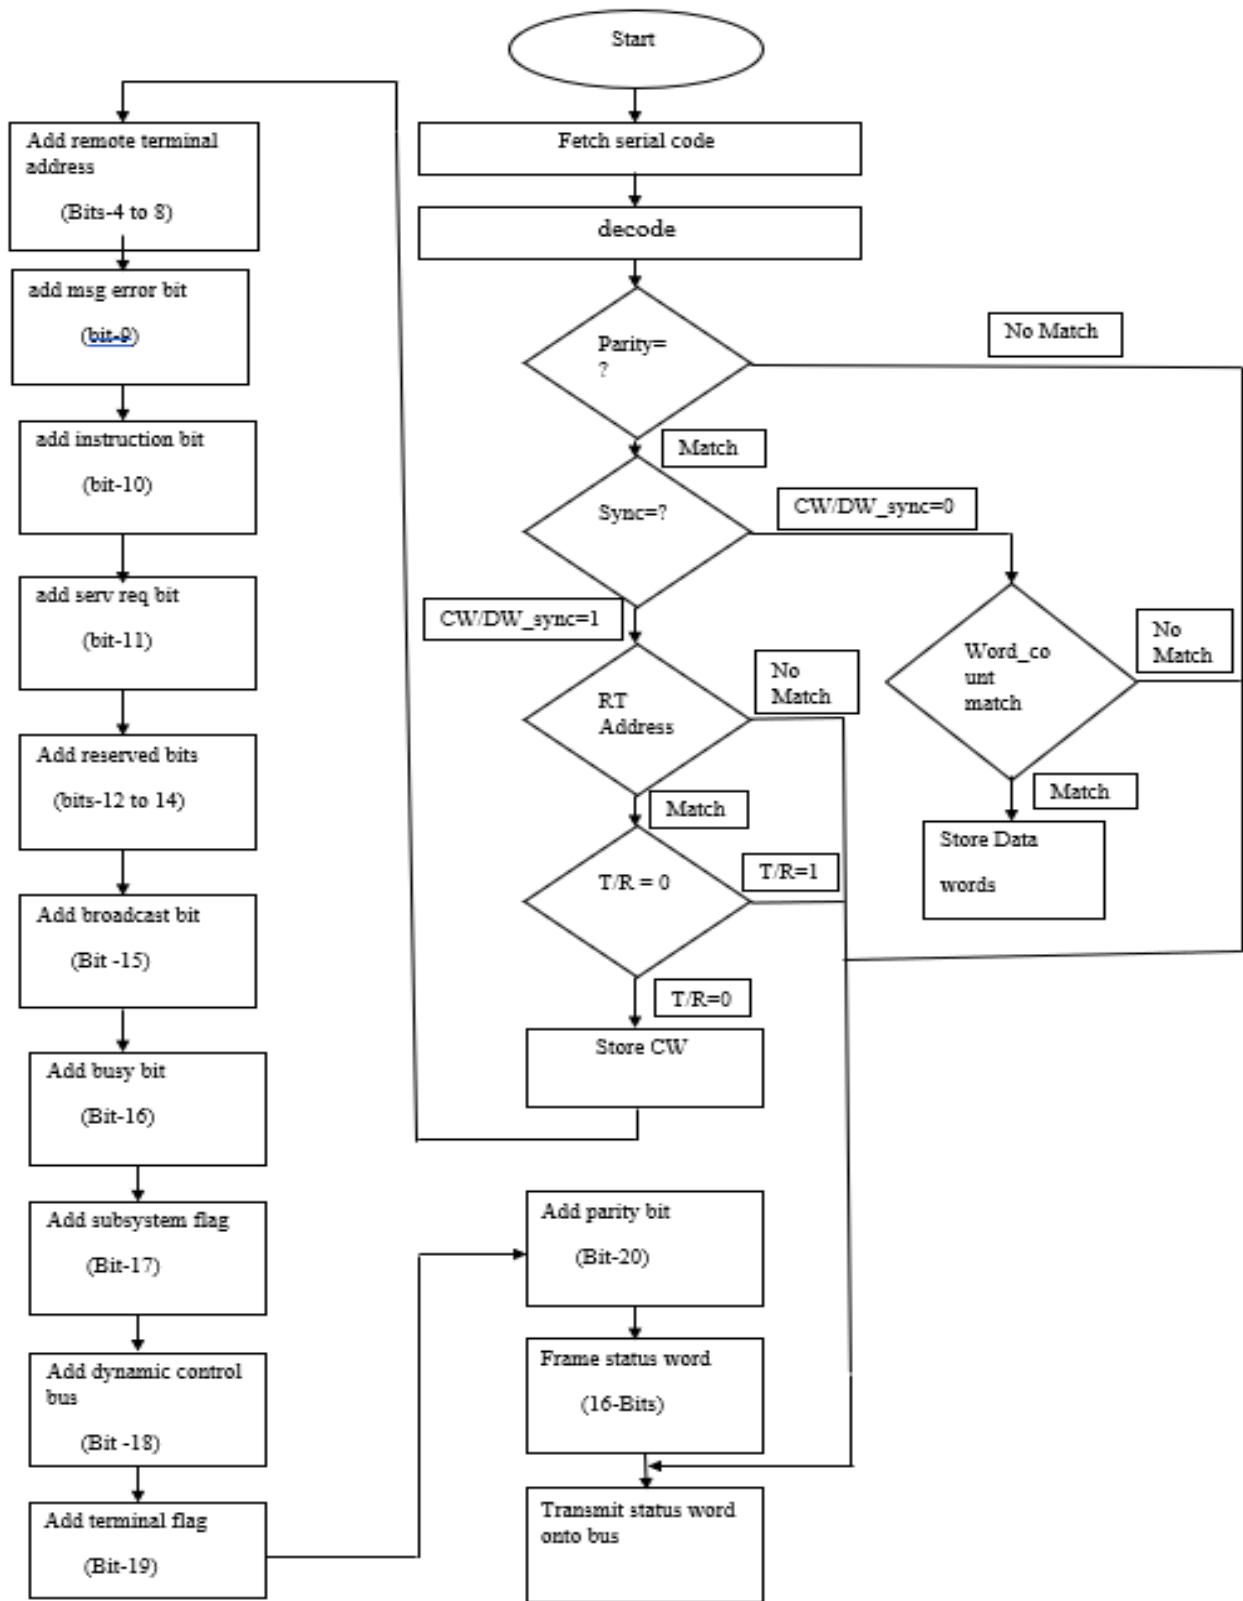 Start
Fetch serial code
decode
Parity=
?
No Match
Match
Sync=?
CW/DW_sync=0
CW/DW_sync=1
Word_co
unt
match
No
Match
RT
Address
No
Match
Match
Match
Store Data
words
T/R = 0
T/R=1
T/R=0
Store CW
Add remote terminal
address
(Bits-4 to 8)
add msg error bit
(bit-9)
add instruction bit
(bit-10)
add serv req bit
(bit-11)
Add reserved bits
(bits-12 to 14)
Add broadcast bit
(Bit -15)
Add busy bit
(Bit-16)
Add subsystem flag
(Bit-17)
Add dynamic control
bus
(Bit -18)
Add terminal flag
(Bit-19)
Add parity bit
(Bit-20)
Frame status word
(16-Bits)
Transmit status word
onto bus